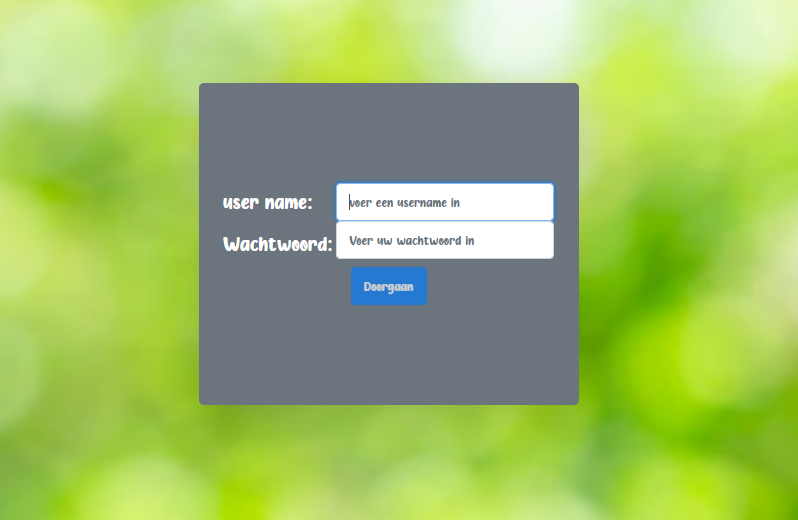 user name:
voer een username in
Wachtwoord:
Voer uw wachtwoord in
Doorgaan